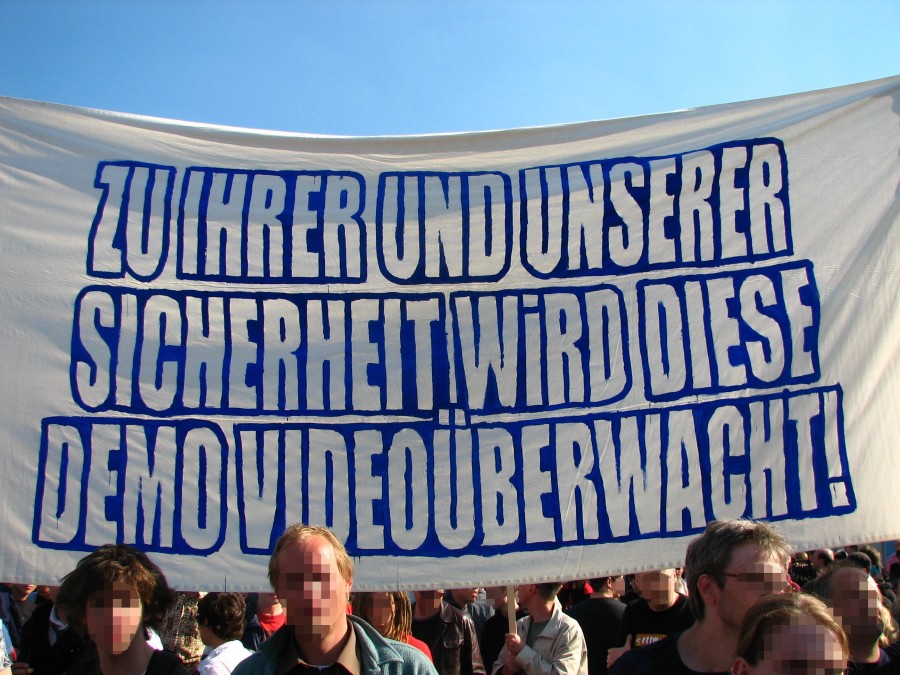 ZU IHRER UND UNSERER
SICHERHEIT WiRD DIESE
DEMO VIDEOÜBERWACHT!